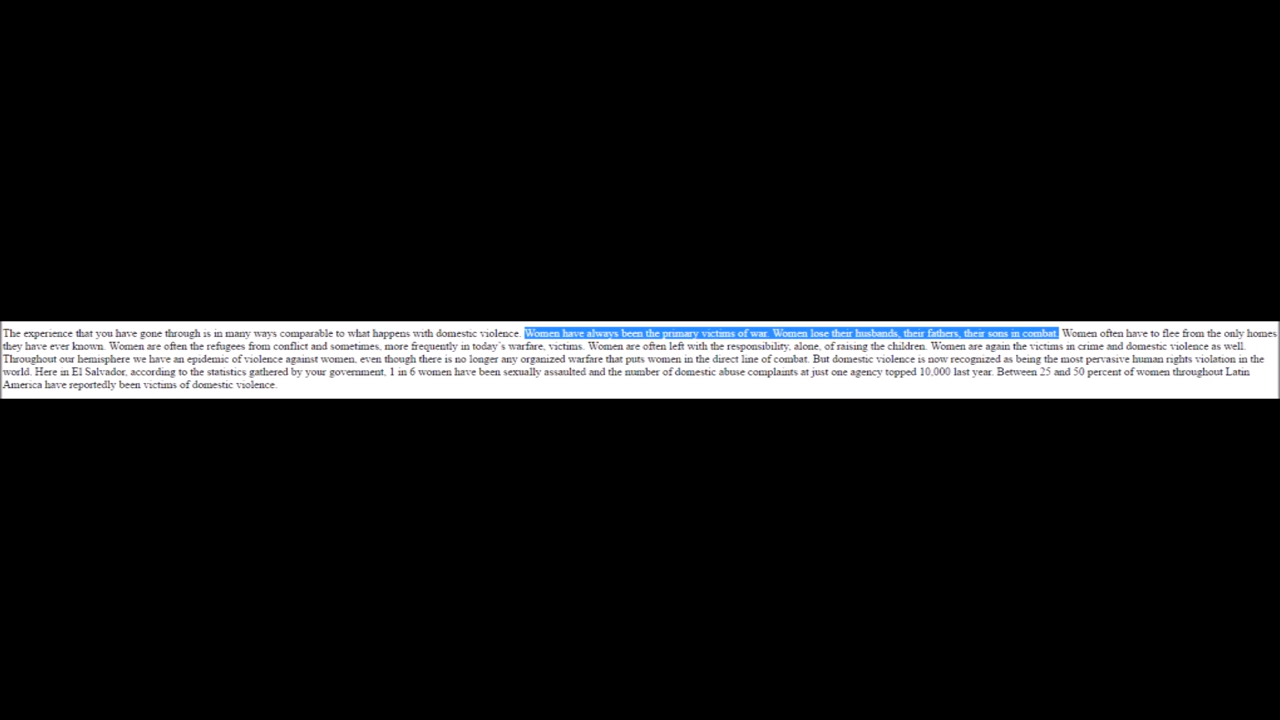 The experience that you have gone through is in many ways comparable to what happens with domestic violence. Women have always been the primary victims of war. Women lose their husbands, their fathers, their sons in combat. Women often have to flee from the only homes
they have ever known. Women are often the refugees from conflict and sometimes, more frequently in today's warfare, victims. Women are often left with the responsibility, alone, of raising the children. Women are again the victims in crime and domestic violence as well.
Throughout our hemisphere we have an epidemic of violence against women, even though there is no longer any organized warfare that puts women in the direct line of combat. But domestic violence is now recognized as being the most pervasive human rights violation in the
world. Here in El Salvador, according to the statistics gathered by your government, 1 in 6 women have been sexually assaulted and the number of domestic abuse complaints at just one agency topped 10,000 last year. Between 25 and 50 percent of women throughout Latin
America have reportedly been victims of domestic violence.